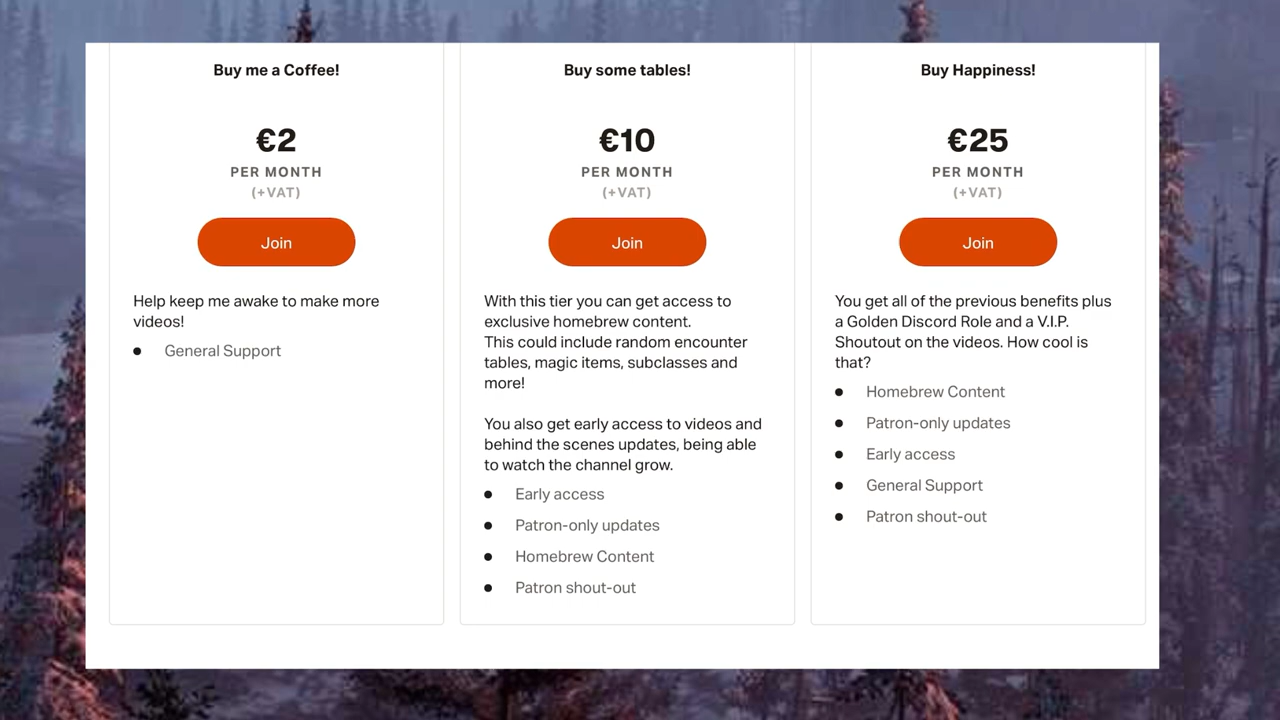 Buy me a Coffee!
€2
PER MONTH
(+VAT)
Join
Help keep me awake to make more
videos!
General Support
Buy some tables!
€10
PER MONTH
(+VAT)
Join
With this tier you can get access to
exclusive homebrew content.
This could include random encounter
tables, magic items, subclasses and
more!
You also get early access to videos and
behind the scenes updates, being able
to watch the channel grow.
Early access
Patron-only updates
Homebrew Content
Patron shout-out
Buy Happiness!
€25
PER MONTH
(+VAT)
Join
You get all of the previous benefits plus
a Golden Discord Role and a V.I.P.
Shoutout on the videos. How cool is
that?
Homebrew Content
Patron-only updates
Early access
General Support
Patron shout-out